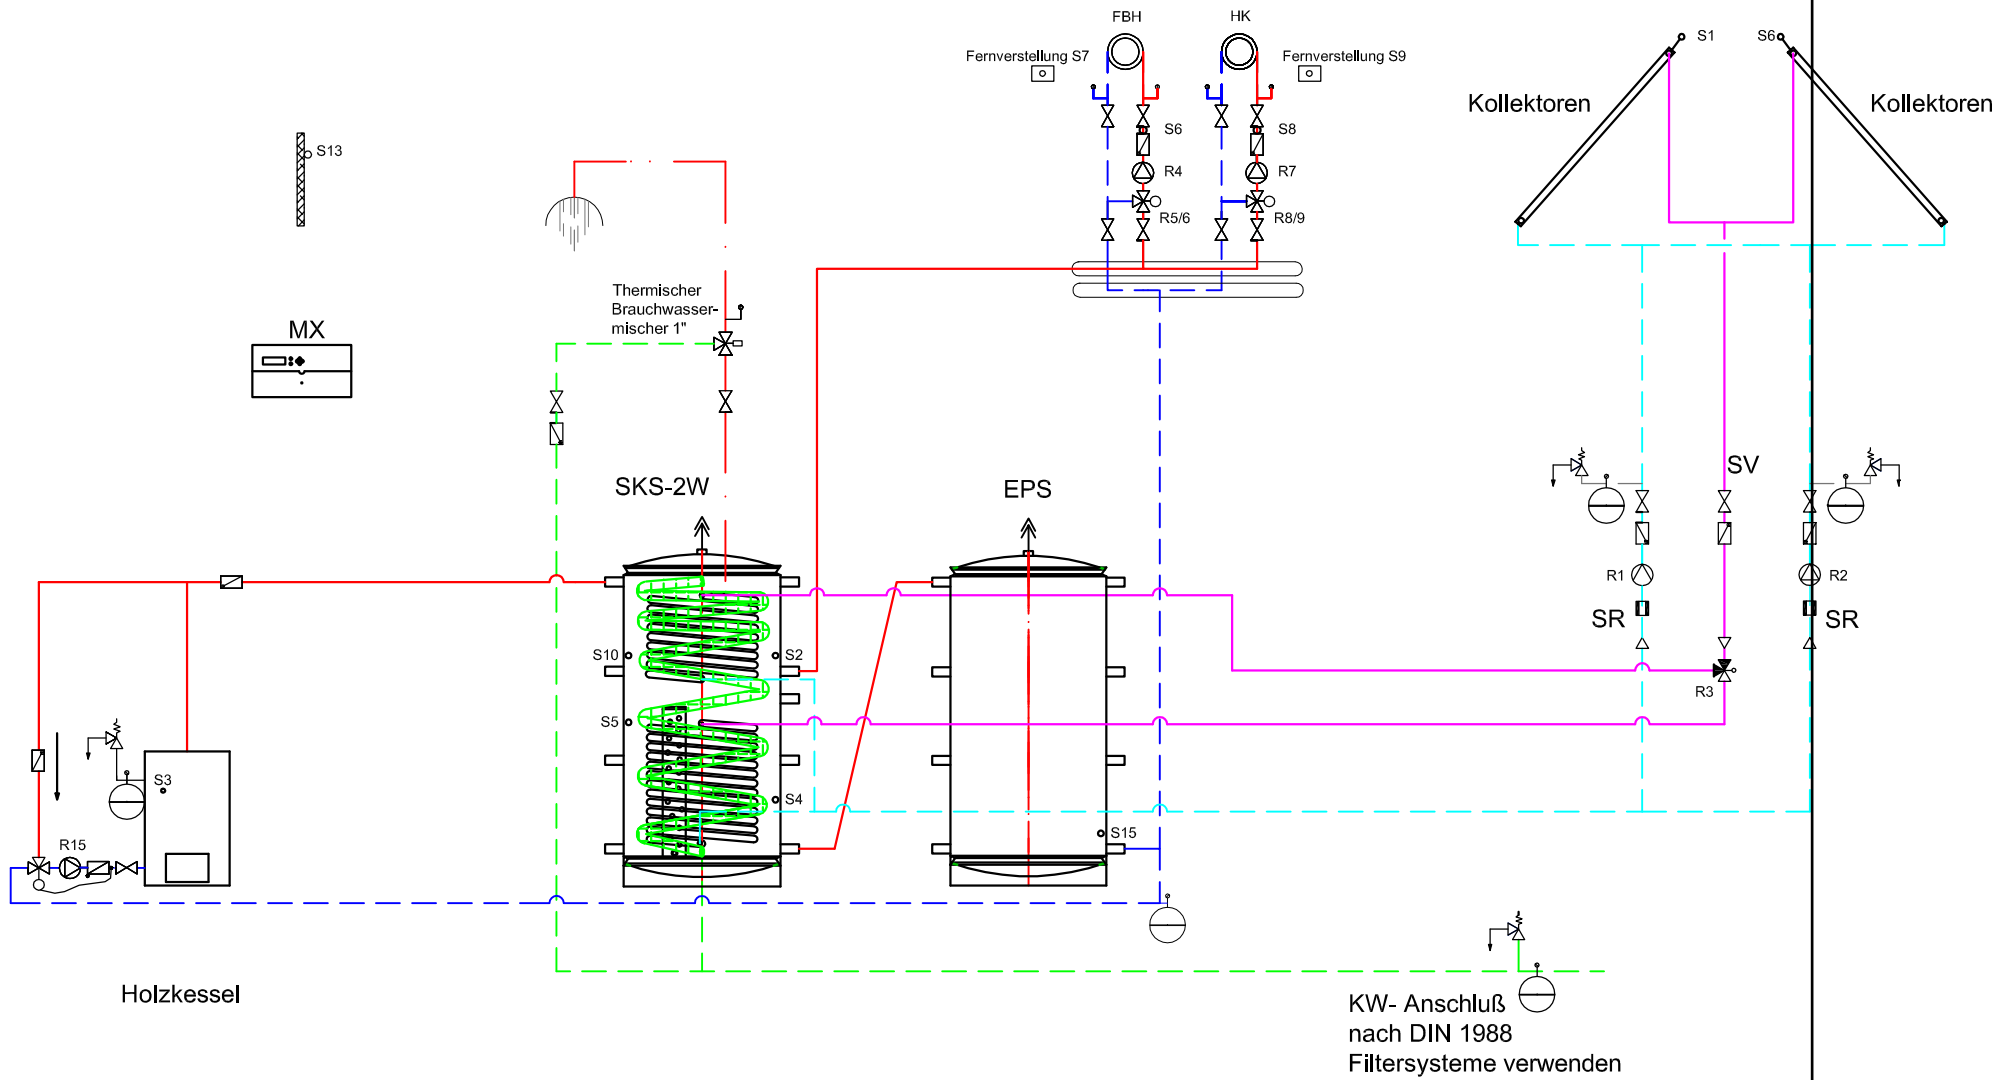 FBH
HK
S1
S6
Fernverstellung S7
Fernverstellung S9
Kollektoren
Kollektoren
S13
S6
S8
R4
R7
R5/6
R8/9
Thermischer
Brauchwasser-
mischer 1"
MX
SV
SKS-2W
EPS
R1
R2
SR
SR
S10
S2
R3
S5
S3
S4
S15
R15
Holzkessel
KW- Anschluß
nach DIN 1988
Filtersysteme verwenden